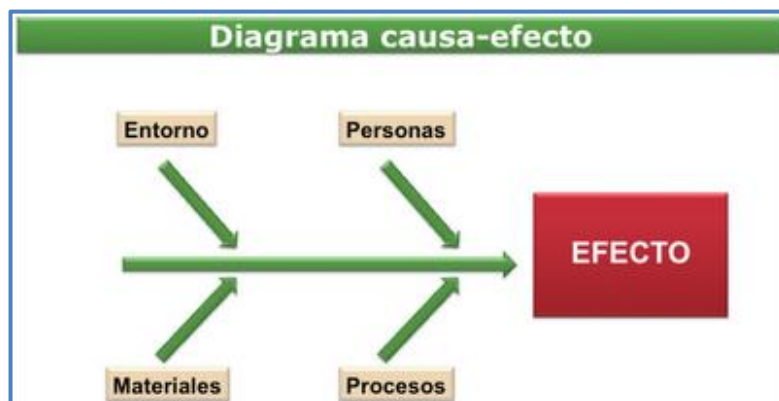 Diagrama causa-efecto
Entorno
Personas
EFECTO
Materiales
Procesos